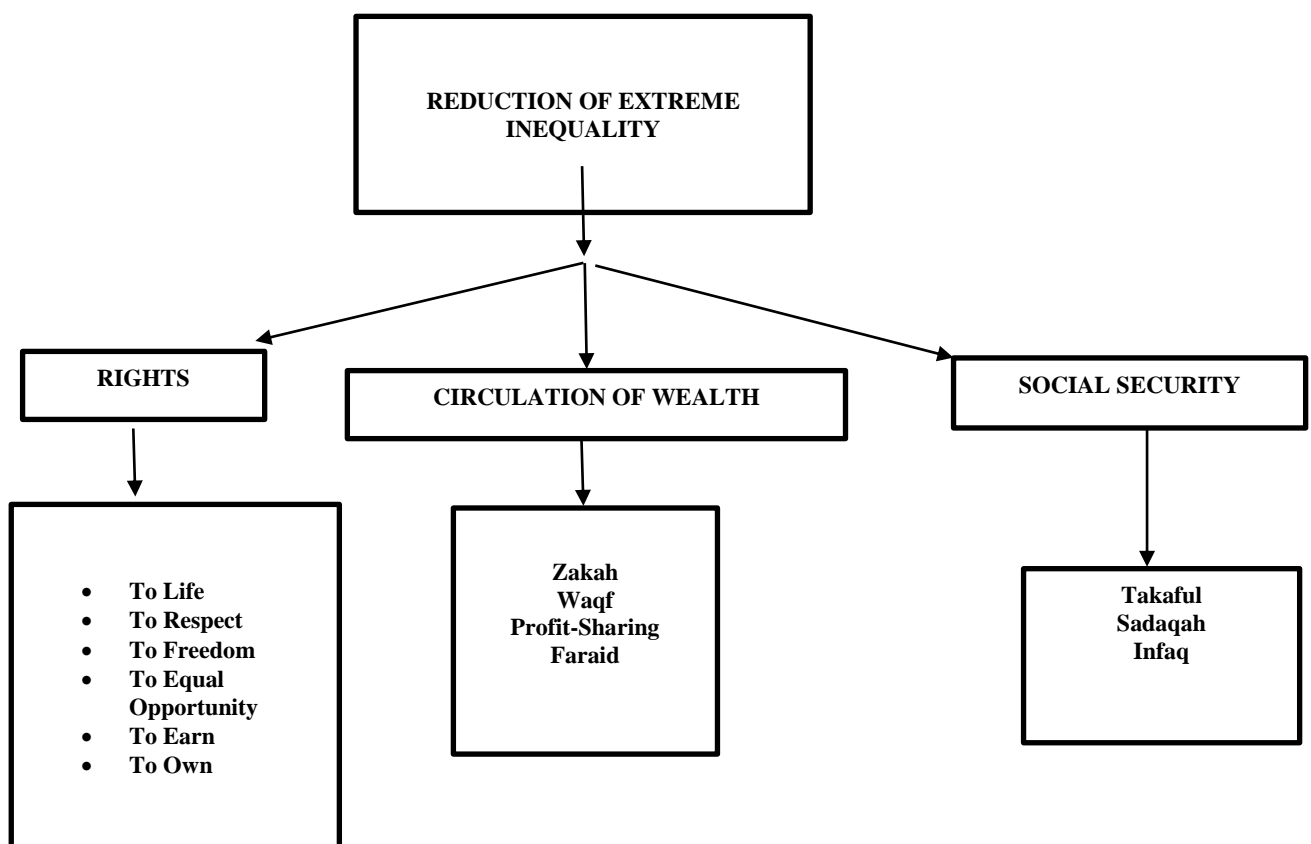 REDUCTION OF EXTREME
INEQUALITY
RIGHTS
CIRCULATION OF WEALTH
SOCIAL SECURITY
• To Life
• To Respect
• To Freedom
• To Equal
Opportunity
• To Earn
• To Own
Zakah
Waqf
Profit-Sharing
Faraid
Takaful
Sadaqah
Infaq